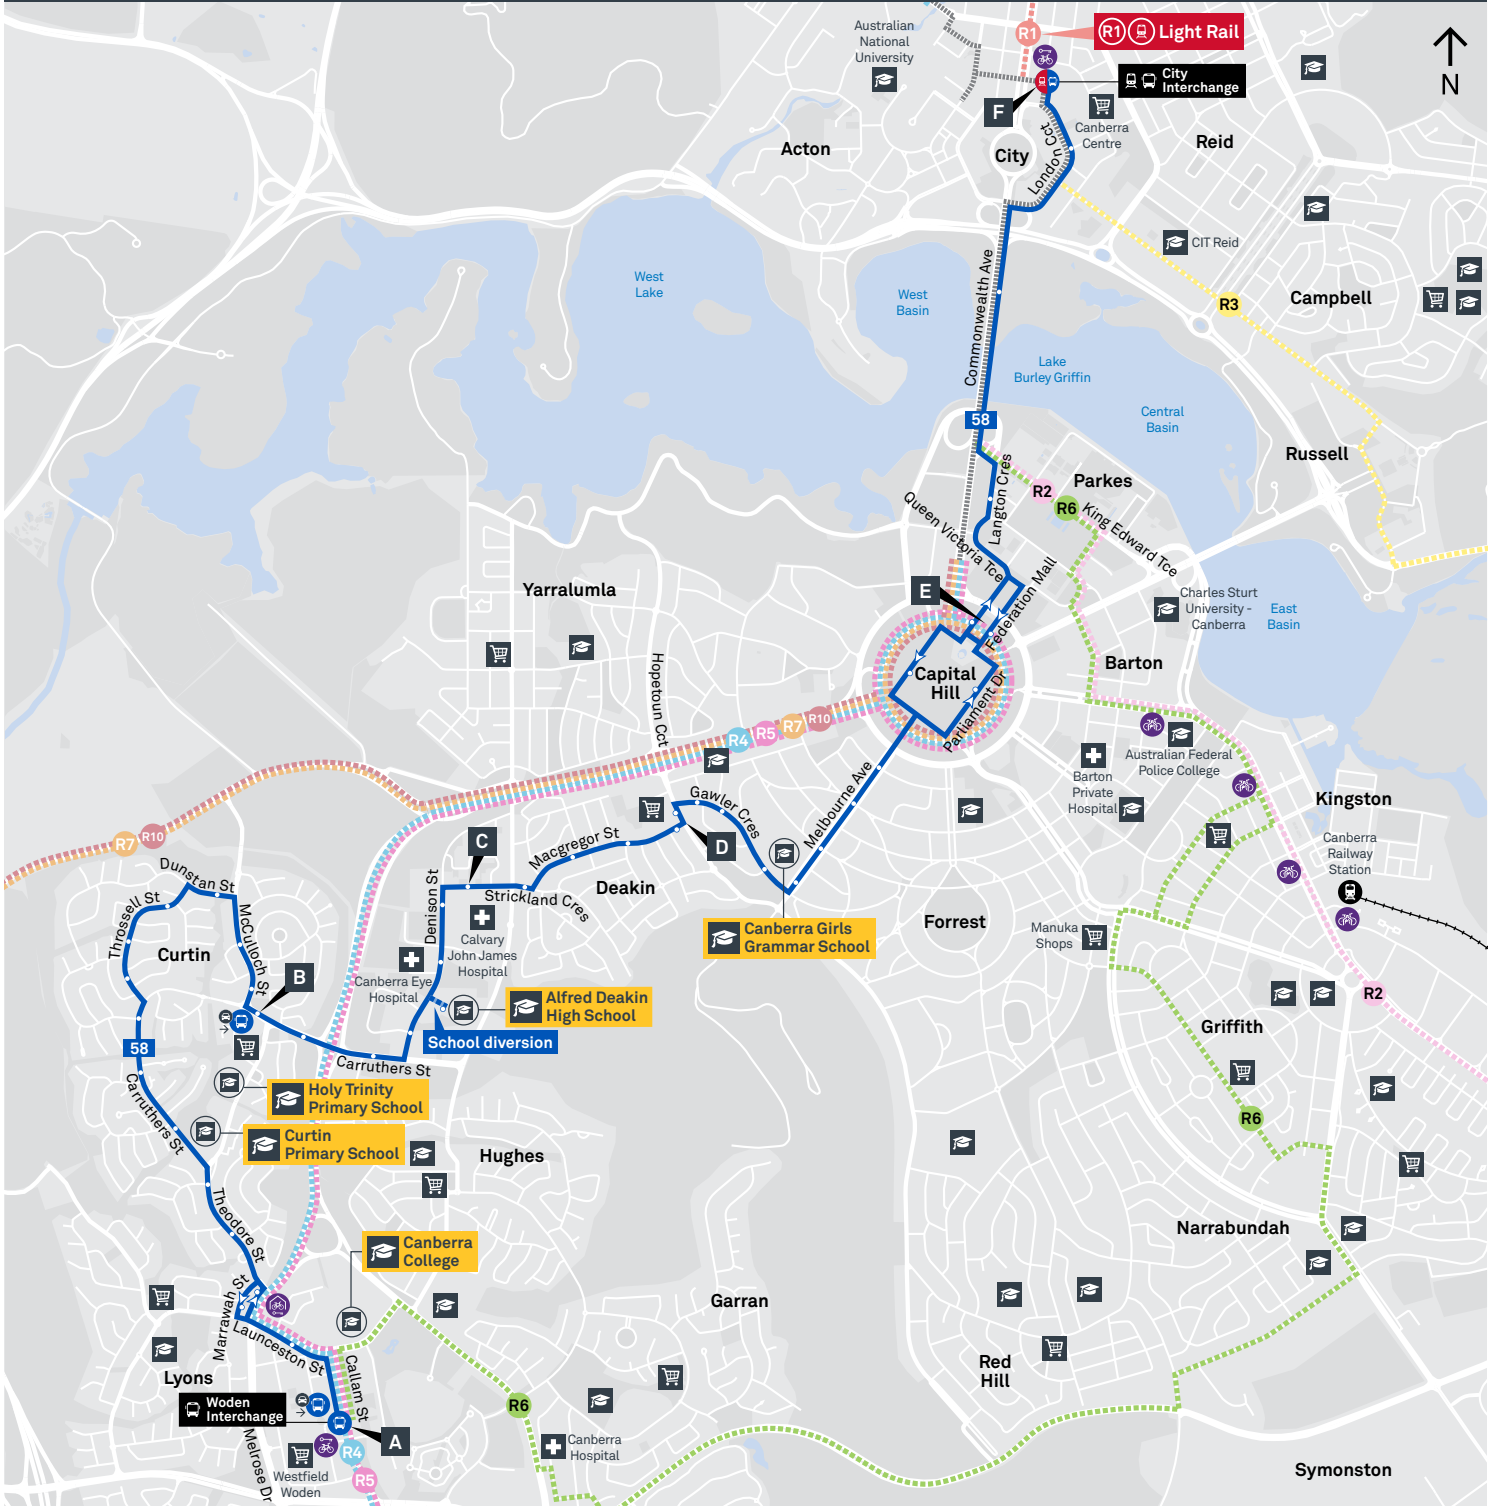 Australian
National
University
R1
R1 Light Rail
City
Interchange
N
F
Canberra
Centre
London Cct
City
Acton
Reid
CIT Reid
Campbell
R3
West
Lake
West
Basin
Commonwealth Ave
Lake
Burley Griffin
Central
Basin
58
Russell
Parkes
R2
R6
King Edward Tce
Langton Cres
Queen Victoria Tce
Federation Mall
E
Yarralumla
Charles Sturt
University -
Canberra
East
Basin
Barton
Capital
Hill
Parliament Dr
Hopetoun Cct
R4
R5
R7
R10
Australian Federal
Police College
Barton
Private
Hospital
Kingston
Canberra
Railway
Station
Melbourne Ave
Gawler Cres
D
Macgregor St
C
R7
R10
Dunstan St
Throssell St
McCulloch St
Curtin
Denison St
Strickland Cres
Deakin
Calvary
John James
Hospital
Canberra Eye
Hospital
Canberra Girls
Grammar School
Forrest
Manuka
Shops
B
Alfred Deakin
High School
School diversion
R2
Griffith
58
Carruthers St
Carruthers St
Holy Trinity
Primary School
Curtin
Primary School
Hughes
R6
Theodore St
Canberra
College
Narrabundah
Marrawah St
Launceston St
Garran
Callam St
Lyons
Red
Hill
Woden
Interchange
A
R6
Melrose Dr
Westfield
Woden
R4
R5
Canberra
Hospital
Symonston